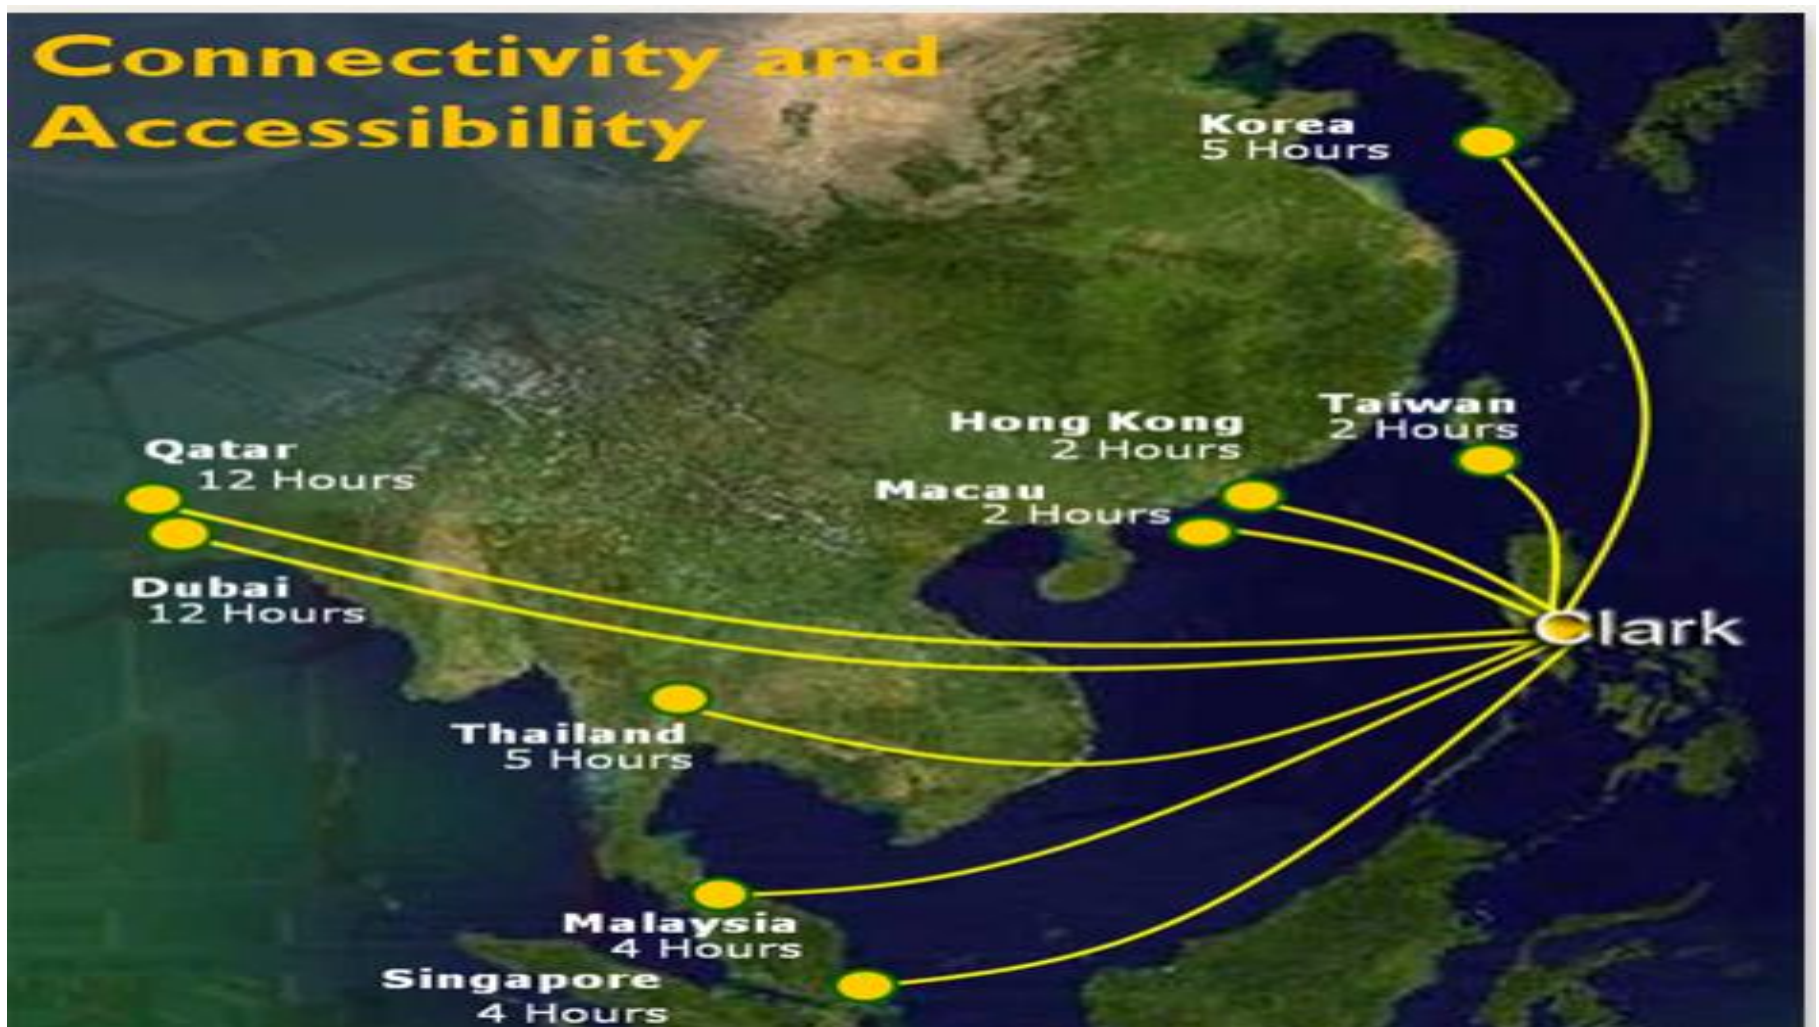 Connectivity and
Accessibility
Korea
5 Hours
Taiwan
2 Hours
Hong Kong
2 Hours
Macau
2 Hours
Qatar
12 Hours
Dubai
12 Hours
Clark
Thailand
5 Hours
Malaysia
4 Hours
Singapore
4 Hours